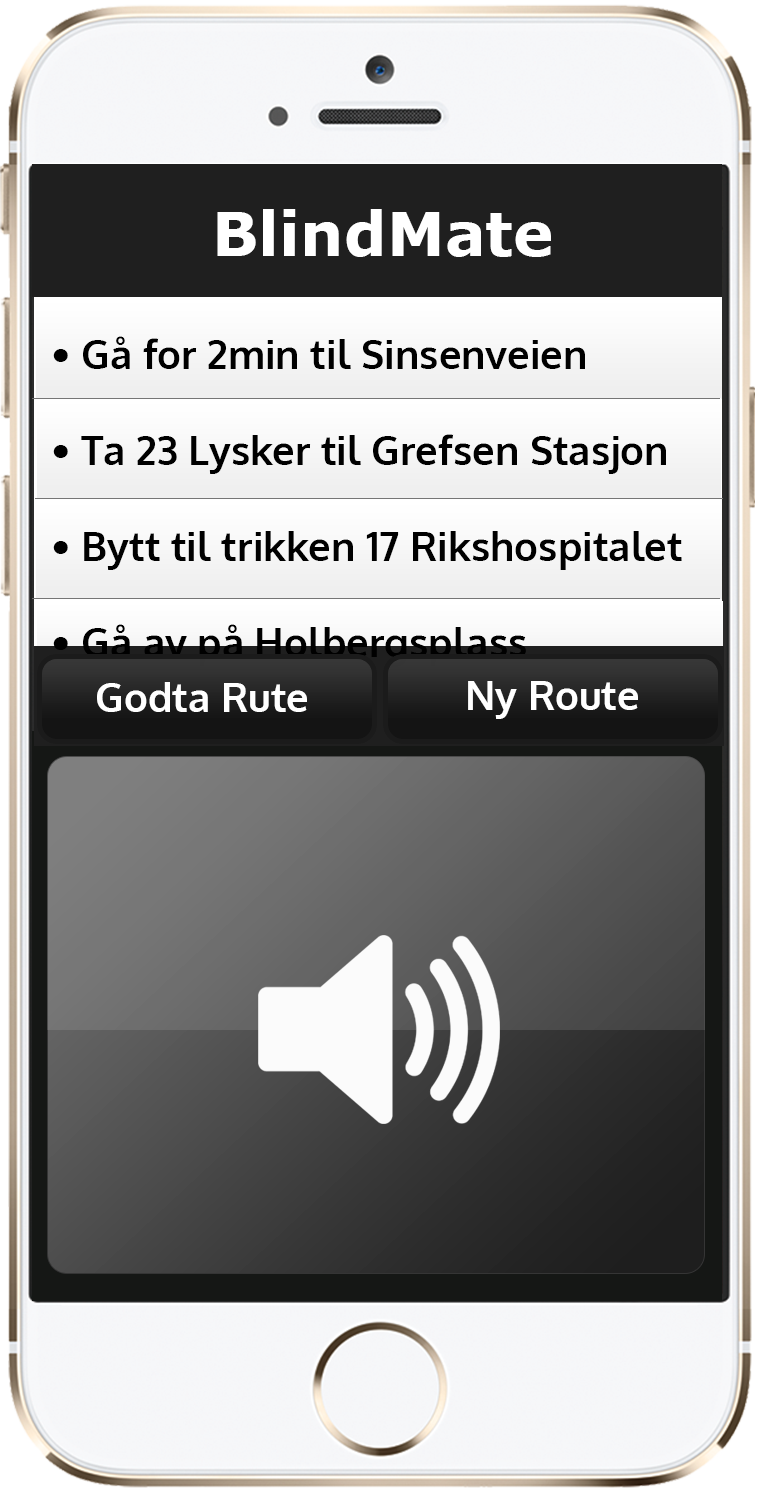 BlindMate
• Gå for 2min til Sinsenveien
• Ta 23 Lysker til Grefsen Stasjon
• Bytt til trikken 17 Rikshospitalet
• Gå av på Holbergsplass
Godta Rute
Ny Route